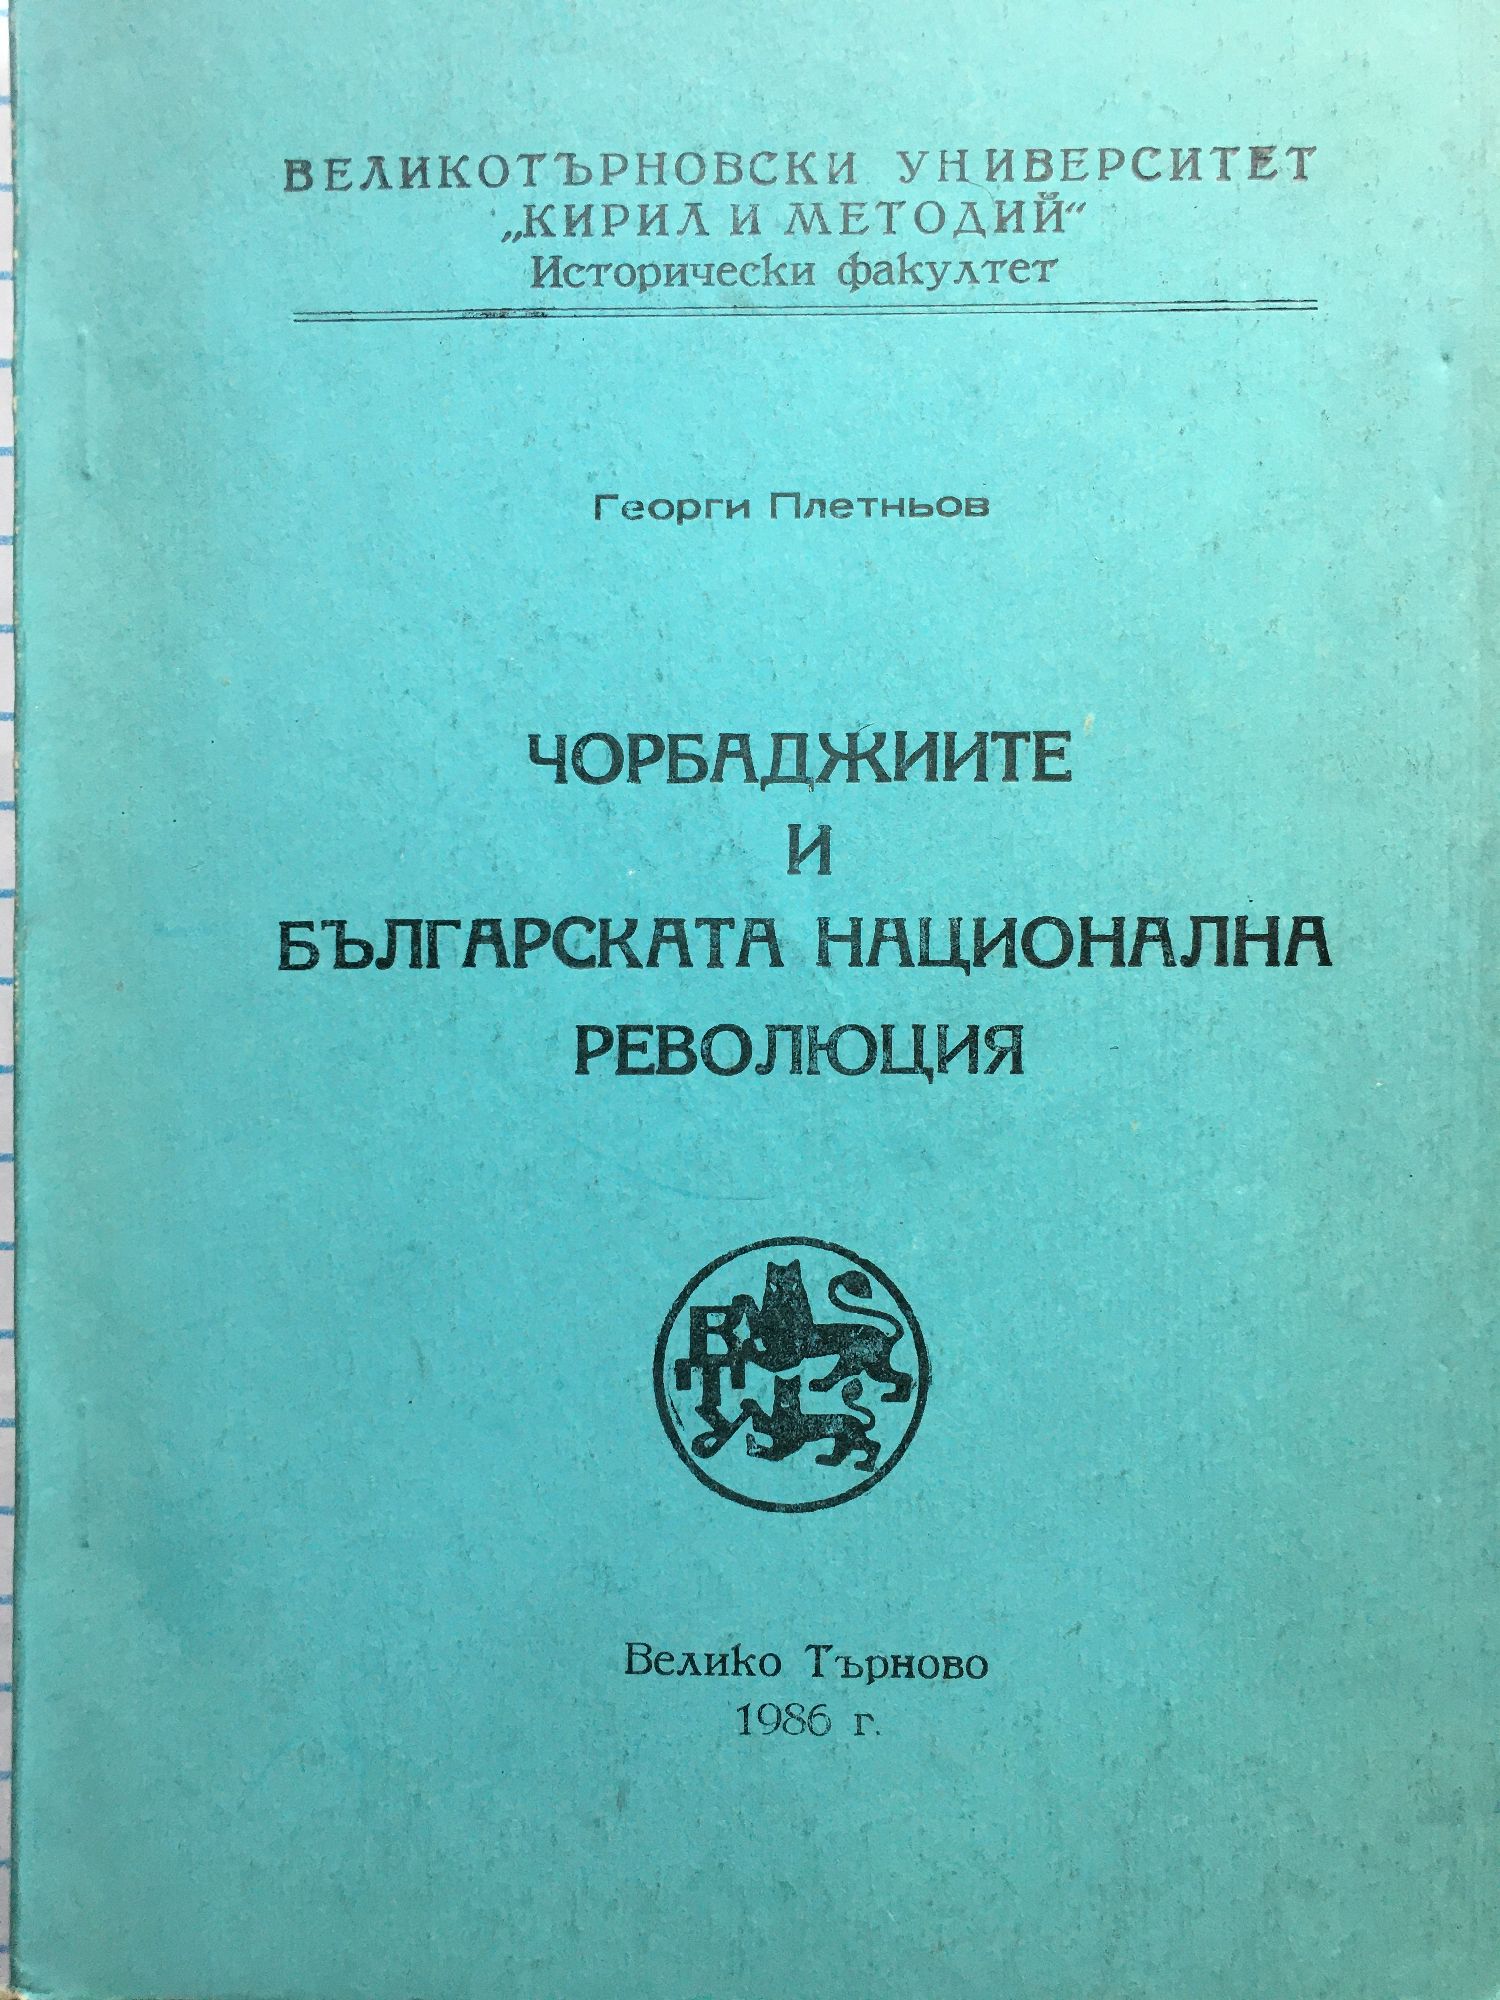 ВЕЛИКОТЪРНОВСКИ УНИВЕРСИТЕТ
„КИРИЛ И МЕТОДИЙ“
Исторически факултет
Георги Плетньов
ЧОРБАДЖИИТЕ
И
БЪЛГАРСКАТА НАЦИОНАЛНА
РЕВОЛЮЦИЯ
В
Т
У
Велико Търново
1986 г.